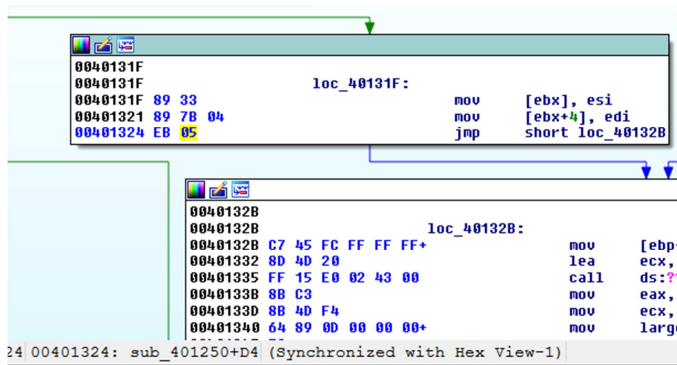 0040131F
0040131F loc_40131F:
0040131F 89 33 mov [ebx], esi
00401321 89 7B 04 mov [ebx+4], edi
00401324 EB 05 jmp short loc_40132B
0040132B
0040132B loc_40132B:
0040132B C7 45 FC FF FF FF+ mov [ebp
00401332 8D 4D 20 lea ecx,
00401335 FF 15 E0 02 43 00 call ds:?
0040133B 8B C3 mov eax,
0040133D 8B 4D F4 mov ecx,
00401340 64 89 0D 00 00 00+ mov larg
24 00401324: sub_401250+D4 (Synchronized with Hex View-1)